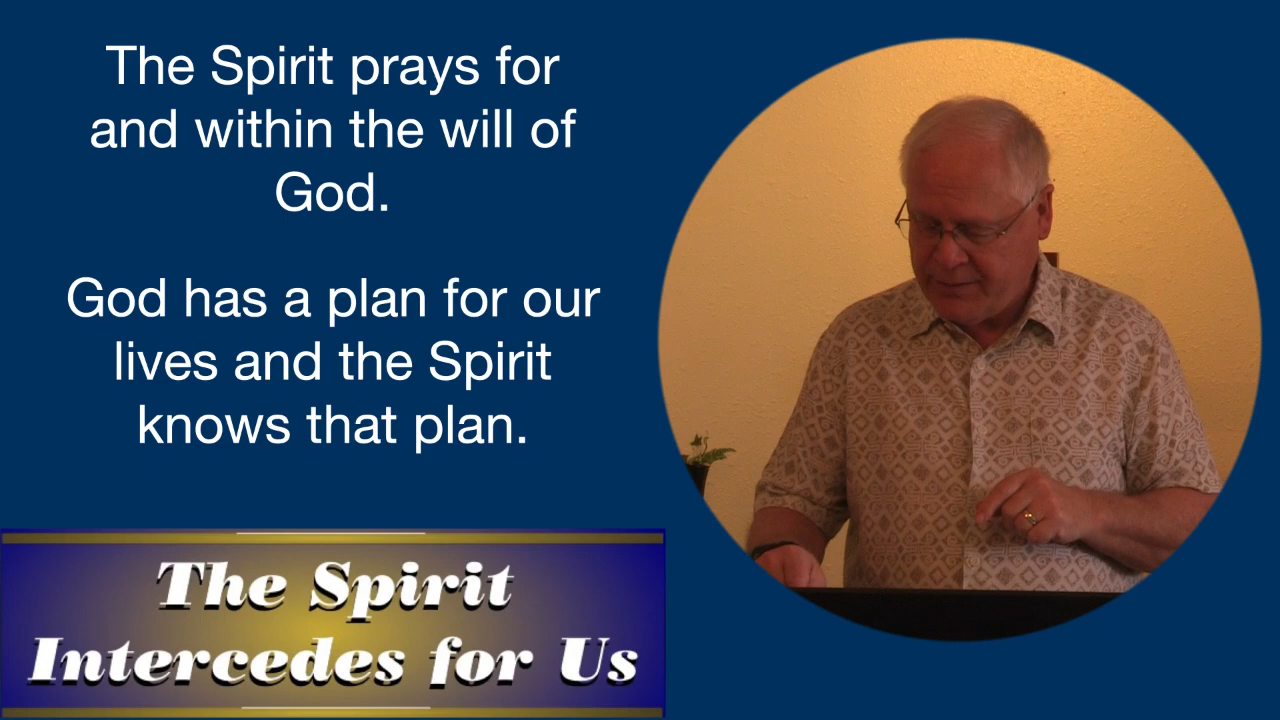 The Spirit prays for
and within the will of
God.
God has a plan for our
lives and the Spirit
knows that plan.
The Spirit
Intercedes for Us